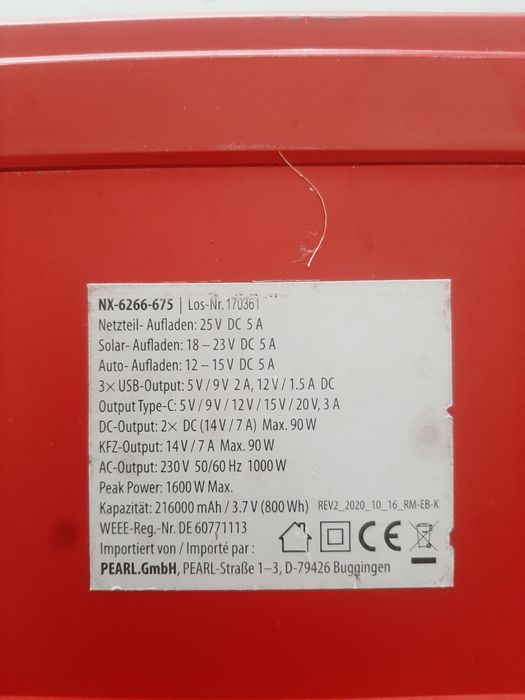 NX-6266-675 | Los-Nr. 170361
Netzteil- Aufladen: 25 V DC 5 A
Solar- Aufladen: 18 – 23 V DC 5 A
Auto- Aufladen: 12 – 15 V DC 5 A
3× USB-Output: 5 V / 9 V 2 A, 12 V / 1.5 A DC
Output Type-C: 5 V / 9 V / 12 V / 15 V / 20 V, 3 A
DC-Output: 2× DC (14 V / 7 A) Max. 90 W
KFZ-Output: 14 V / 7 A Max. 90 W
AC-Output: 230 V 50/60 Hz 1000 W
Peak Power: 1600 W Max.
Kapazität: 216000 mAh / 3.7 V (800 Wh) REV2_2020_10_16_RM-EB-K
WEEE-Reg.-Nr. DE 60771113
Importiert von / Importé par :
PEARL.GmbH, PEARL-Straße 1–3, D-79426 Buggingen
CE